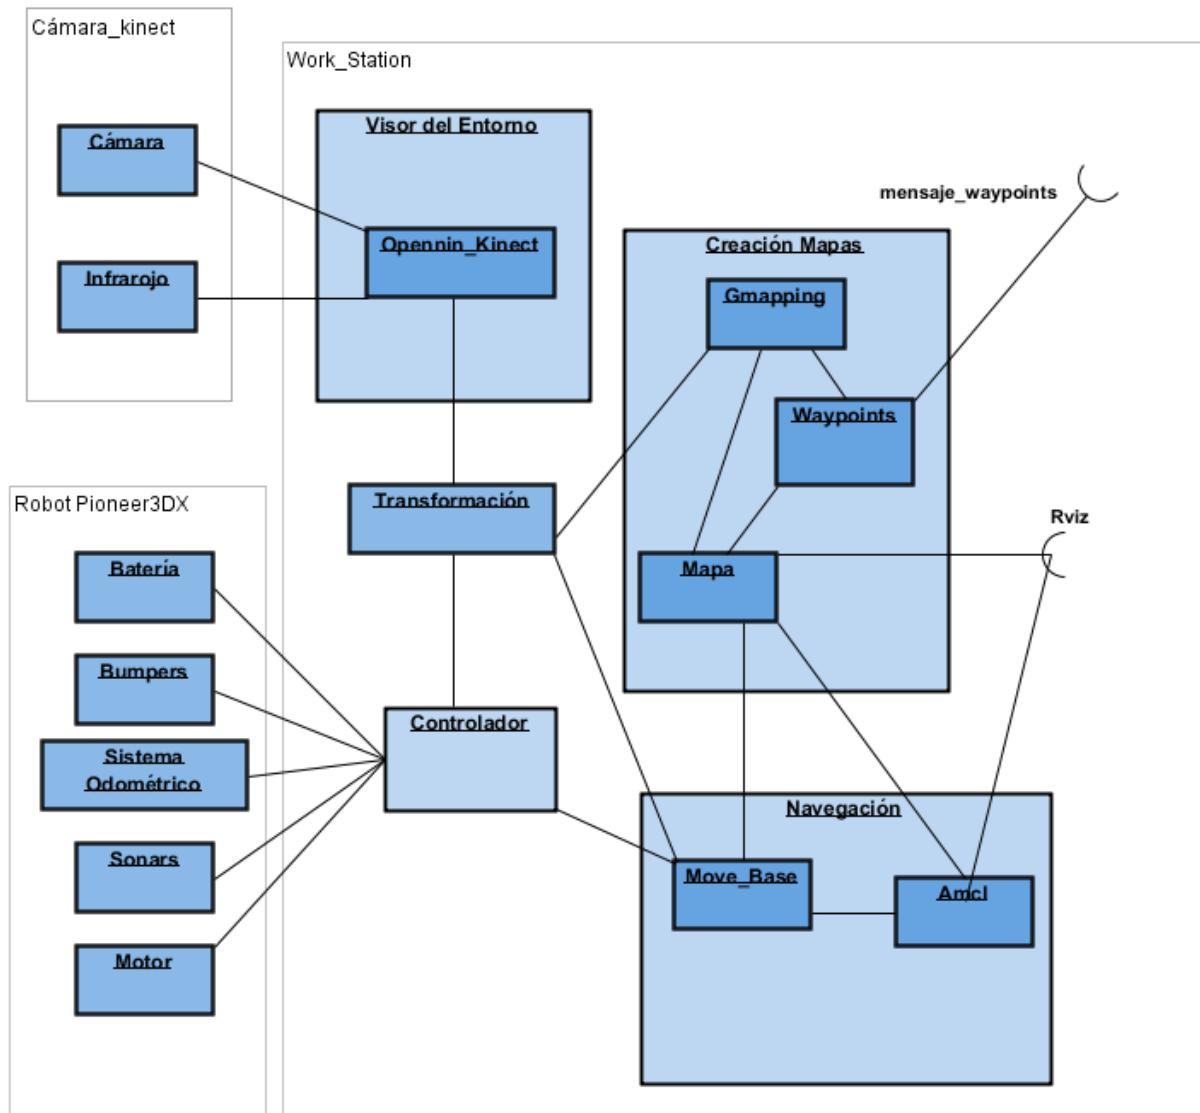 Cámara_kinect
Work_Station
Cámara
Infrarojo
Visor del Entorno
Opennin_Kinect
mensaje_waypoints
Creación Mapas
Gmapping
Waypoints
Mapa
Rviz
Transformación
Robot Pioneer3DX
Batería
Bumpers
Sistema
Odométrico
Sonars
Motor
Controlador
Navegación
Move_Base
Amcl